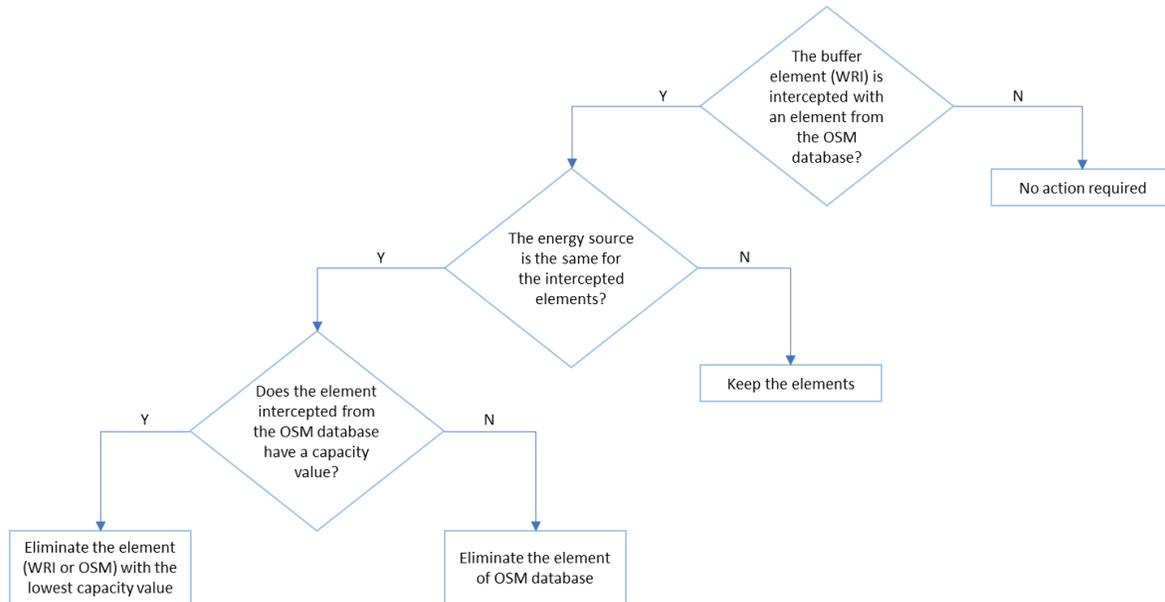 The buffer
element (WRI) is
intercepted with
an element from
the OSM
database?
Y
N
No action required
The energy source
is the same for
the intercepted
elements?
Y
N
Keep the elements
Does the element
intercepted from
the OSM database
have a capacity
value?
Y
N
Eliminate the element
(WRI or OSM) with the
lowest capacity value
Eliminate the element
of OSM database